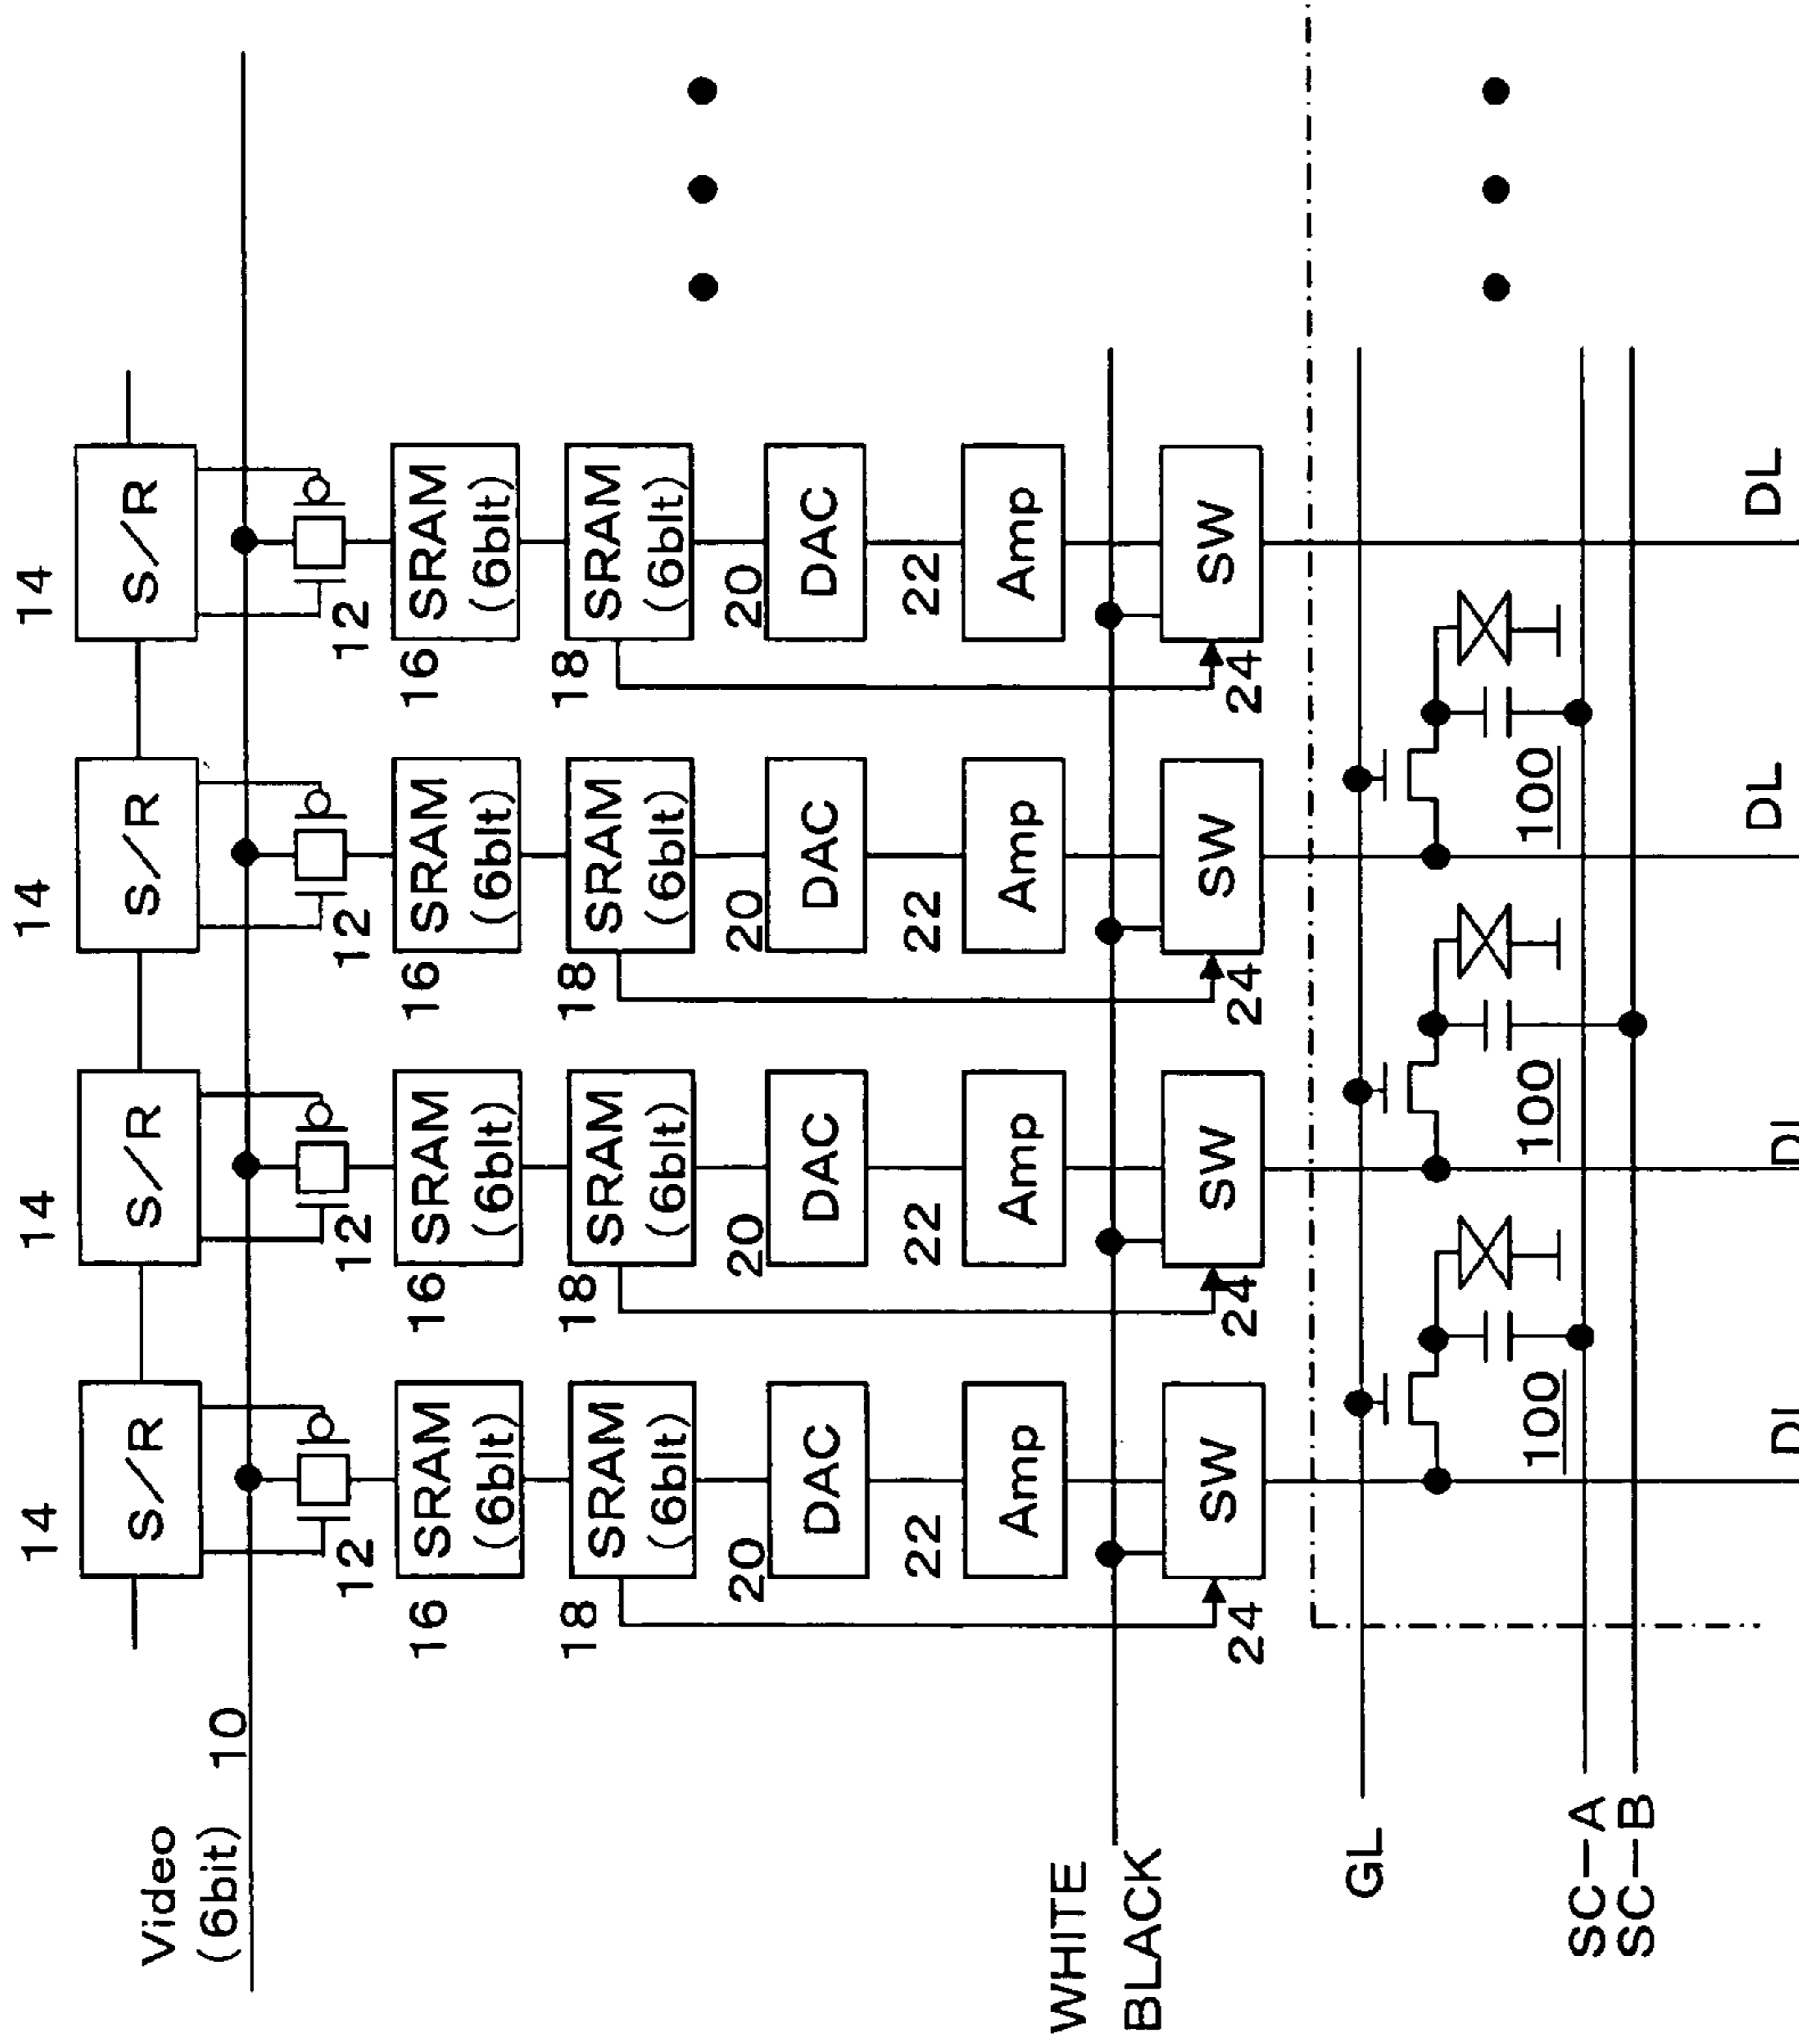 14 14 14 14
S/R S/R S/R S/R
Video
(6bit) 10
12 12 12 12
16 SRAM 16 SRAM 16 SRAM 16 SRAM
(6blt) (6blt) (6blt) (6blt)
18 SRAM 18 SRAM 18 SRAM 18 SRAM
(6blt) (6blt) (6blt) (6blt)
20 20 20 20
DAC DAC DAC DAC
22 22 22 22
Amp Amp Amp Amp
WHITE
BLACK
SW SW SW SW
24 24 24 24
GL
100 100 100
SC-A
SC-B
DL DL DL DL